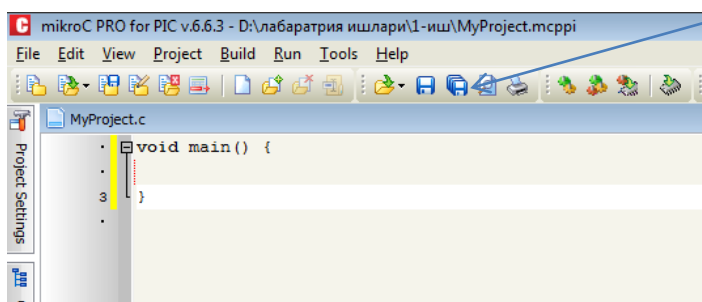 mikroC PRO for PIC v.6.6.3 - D:\лабаратрия ишлари\1-иш\MyProject.mcppi
File Edit View Project Build Run Tools Help
MyProject.c
Project Settings
void main() {
3 }